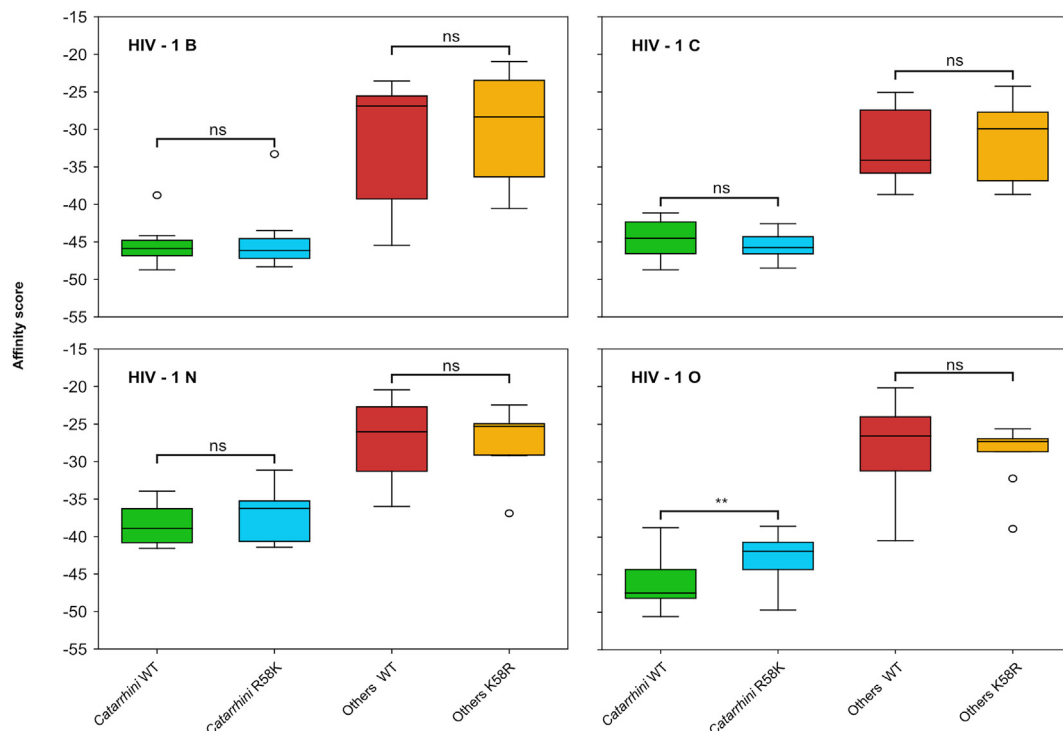 Affinity score
-15
-20
-25
-30
-35
-40
-45
-50
-55
HIV - 1 B
ns
ns
HIV - 1 C
ns
ns
-15
-20
-25
-30
-35
-40
-45
-50
-55
HIV - 1 N
ns
ns
HIV - 1 O
**
ns
Catarrhini WT
Catarrhini R58K
Others WT
Others K58R
Catarrhini WT
Catarrhini R58K
Others WT
Others K58R